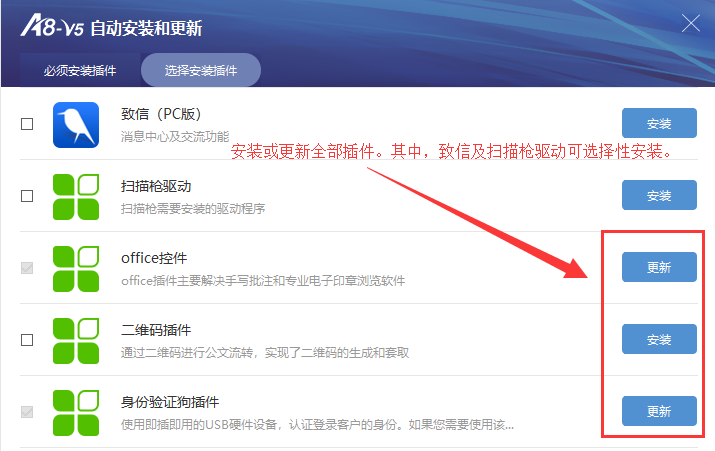 A8-V5 自动安装和更新
必须安装插件 选择安装插件
致信（PC版） 安装
消息中心及交流功能
安装或更新全部插件。其中，致信及扫描枪驱动可选择性安装。
扫描枪驱动 安装
扫描枪需要安装的驱动程序
office控件 更新
office插件主要解决手写批注和专业电子印章浏览软件
二维码插件 安装
通过二维码进行公文流转，实现了二维码的生成和套取
身份验证狗插件 更新
使用即插即用的USB硬件设备，认证登录客户的身份。如果您需要使用该...